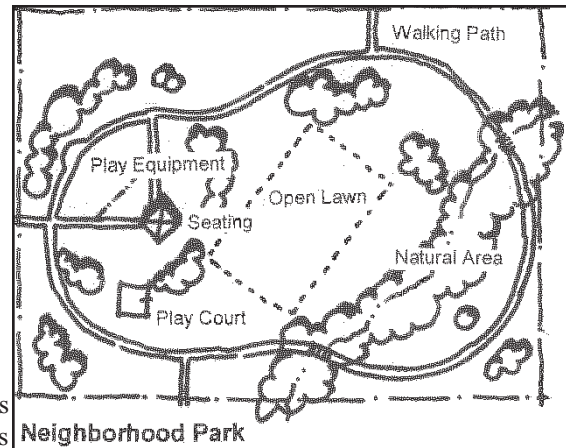 Walking Path
Play Equipment
Open Lawn
Seating
Natural Area
Play Court
s
s Neighborhood Park